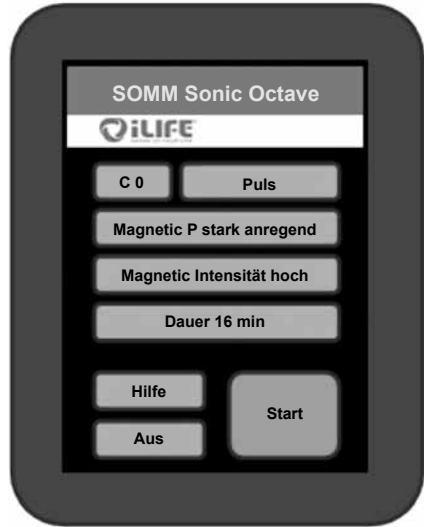 SOMM Sonic Octave
iLIFE
C 0 Puls
Magnetic P stark anregend
Magnetic Intensität hoch
Dauer 16 min
Hilfe
Start
Aus